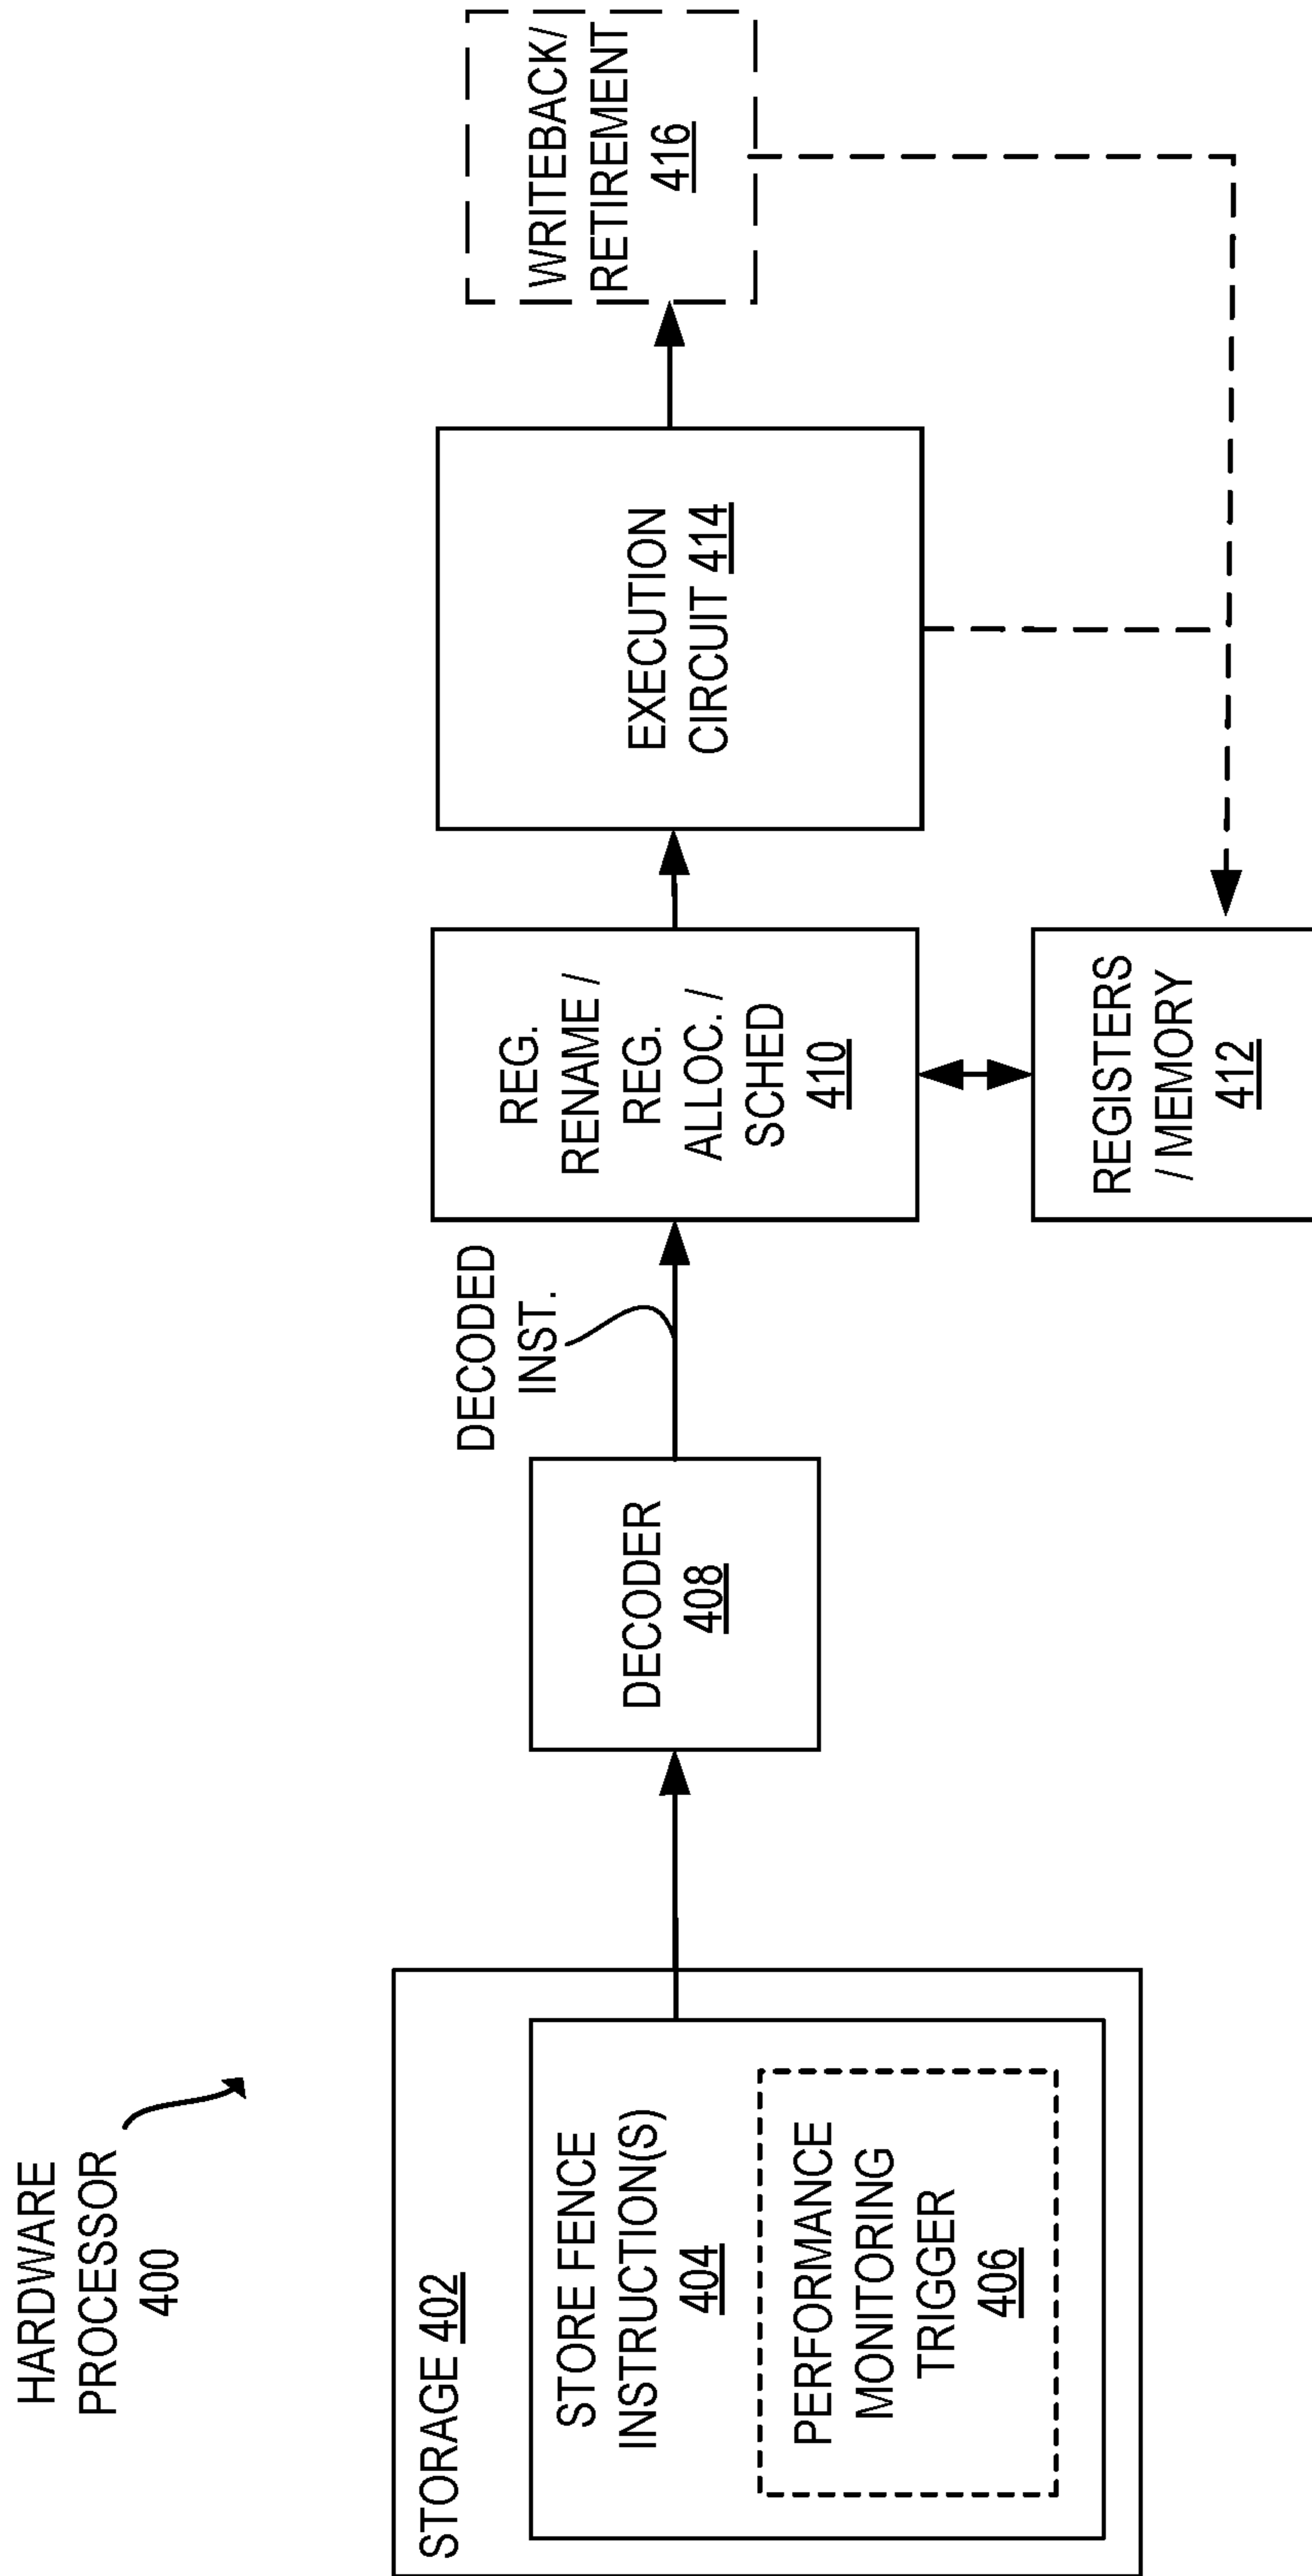 HARDWARE
PROCESSOR
400
STORAGE 402
STORE FENCE
INSTRUCTION(S)
404
PERFORMANCE
MONITORING
TRIGGER
406
DECODER
408
DECODED
INST.
REG.
RENAME /
REG.
ALLOC. /
SCHED
410
REGISTERS
/ MEMORY
412
EXECUTION
CIRCUIT 414
WRITEBACK/
RETIREMENT
416